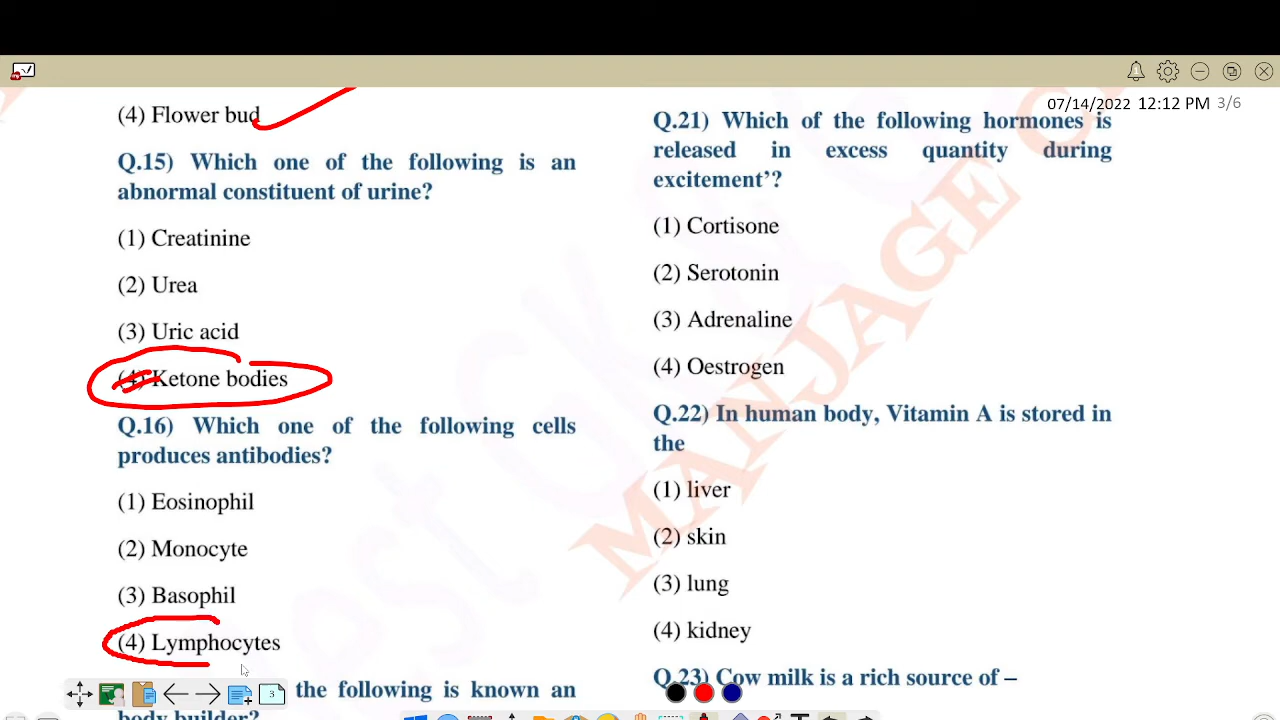 07/14/2022 12:12 PM 3/6
(4) Flower bud
Q.15) Which one of the following is an
abnormal constituent of urine?
(1) Creatinine
(2) Urea
(3) Uric acid
(4) Ketone bodies
Q.16) Which one of the following cells
produces antibodies?
(1) Eosinophil
(2) Monocyte
(3) Basophil
(4) Lymphocytes
the following is known an
body builder?
Q.21) Which of the following hormones is
released in excess quantity during
excitement’?
(1) Cortisone
(2) Serotonin
(3) Adrenaline
(4) Oestrogen
Q.22) In human body, Vitamin A is stored in
the
(1) liver
(2) skin
(3) lung
(4) kidney
Q.23) Cow milk is a rich source of –
MANJAGE
3